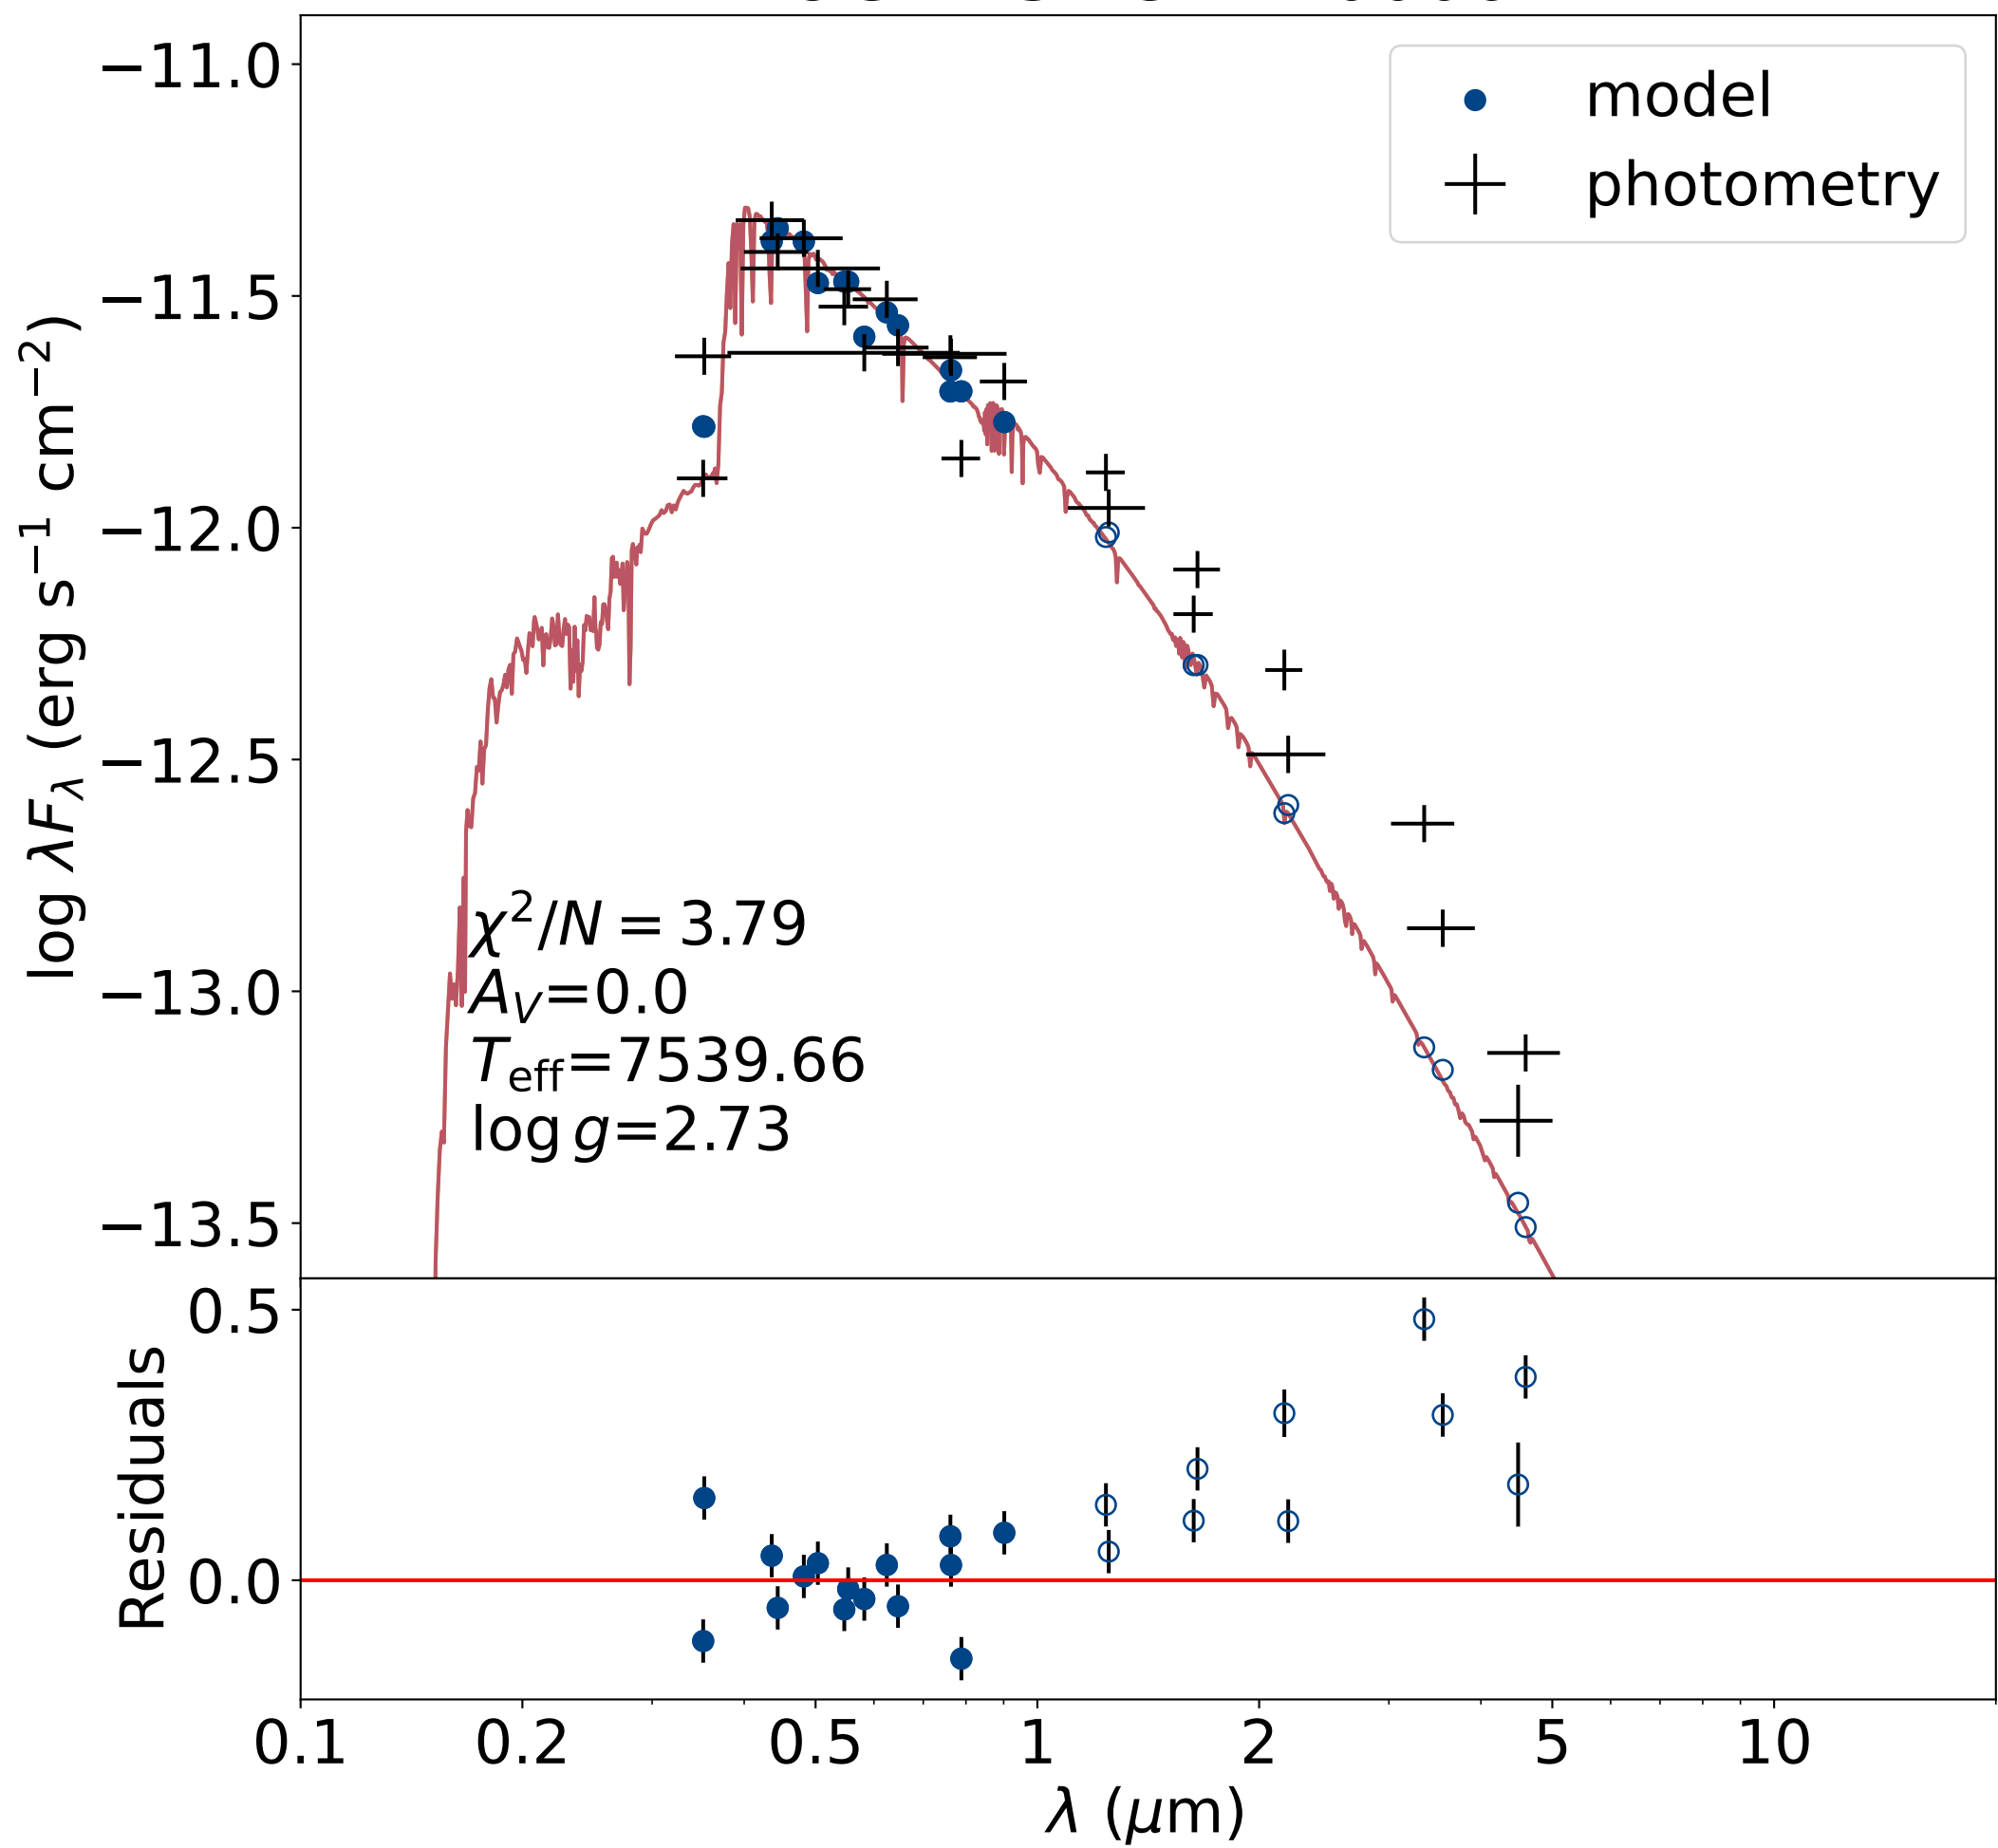 −11.0
−11.5
−12.0
−12.5
−13.0
−13.5
log λF_λ (erg s⁻¹ cm⁻²)
model
photometry
χ²/N = 3.79
A_V=0.0
T_eff=7539.66
log g=2.73
0.5
0.0
Residuals
0.1 0.2 0.5 1 2 5 10
λ (μm)